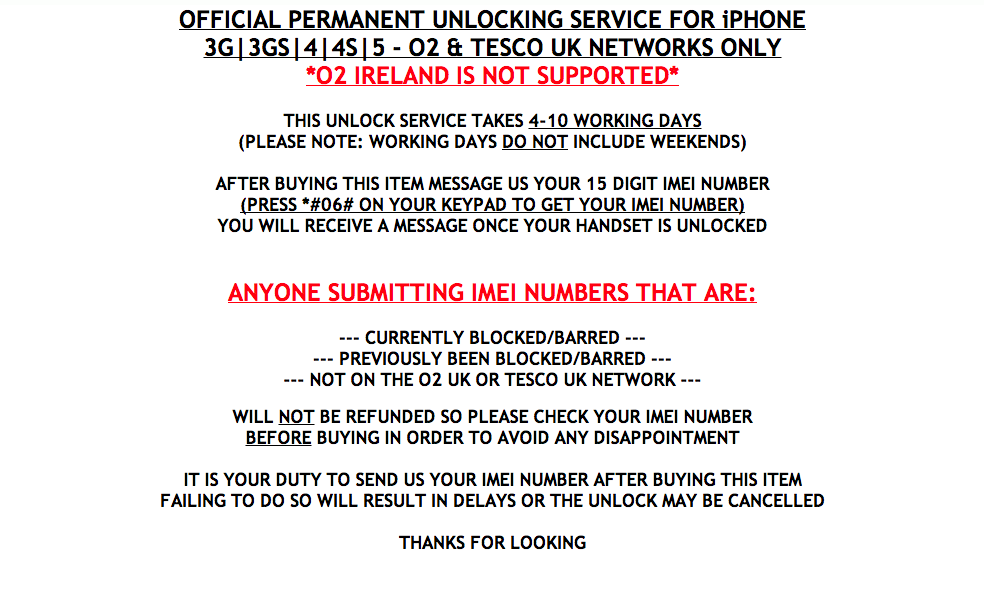 OFFICIAL PERMANENT UNLOCKING SERVICE FOR iPHONE
3G|3GS|4|4S|5 - O2 & TESCO UK NETWORKS ONLY
*O2 IRELAND IS NOT SUPPORTED*
THIS UNLOCK SERVICE TAKES 4-10 WORKING DAYS
(PLEASE NOTE: WORKING DAYS DO NOT INCLUDE WEEKENDS)
AFTER BUYING THIS ITEM MESSAGE US YOUR 15 DIGIT IMEI NUMBER
(PRESS *#06# ON YOUR KEYPAD TO GET YOUR IMEI NUMBER)
YOU WILL RECEIVE A MESSAGE ONCE YOUR HANDSET IS UNLOCKED
ANYONE SUBMITTING IMEI NUMBERS THAT ARE:
--- CURRENTLY BLOCKED/BARRED ---
--- PREVIOUSLY BEEN BLOCKED/BARRED ---
--- NOT ON THE O2 UK OR TESCO UK NETWORK ---
WILL NOT BE REFUNDED SO PLEASE CHECK YOUR IMEI NUMBER
BEFORE BUYING IN ORDER TO AVOID ANY DISAPPOINTMENT
IT IS YOUR DUTY TO SEND US YOUR IMEI NUMBER AFTER BUYING THIS ITEM
FAILING TO DO SO WILL RESULT IN DELAYS OR THE UNLOCK MAY BE CANCELLED
THANKS FOR LOOKING